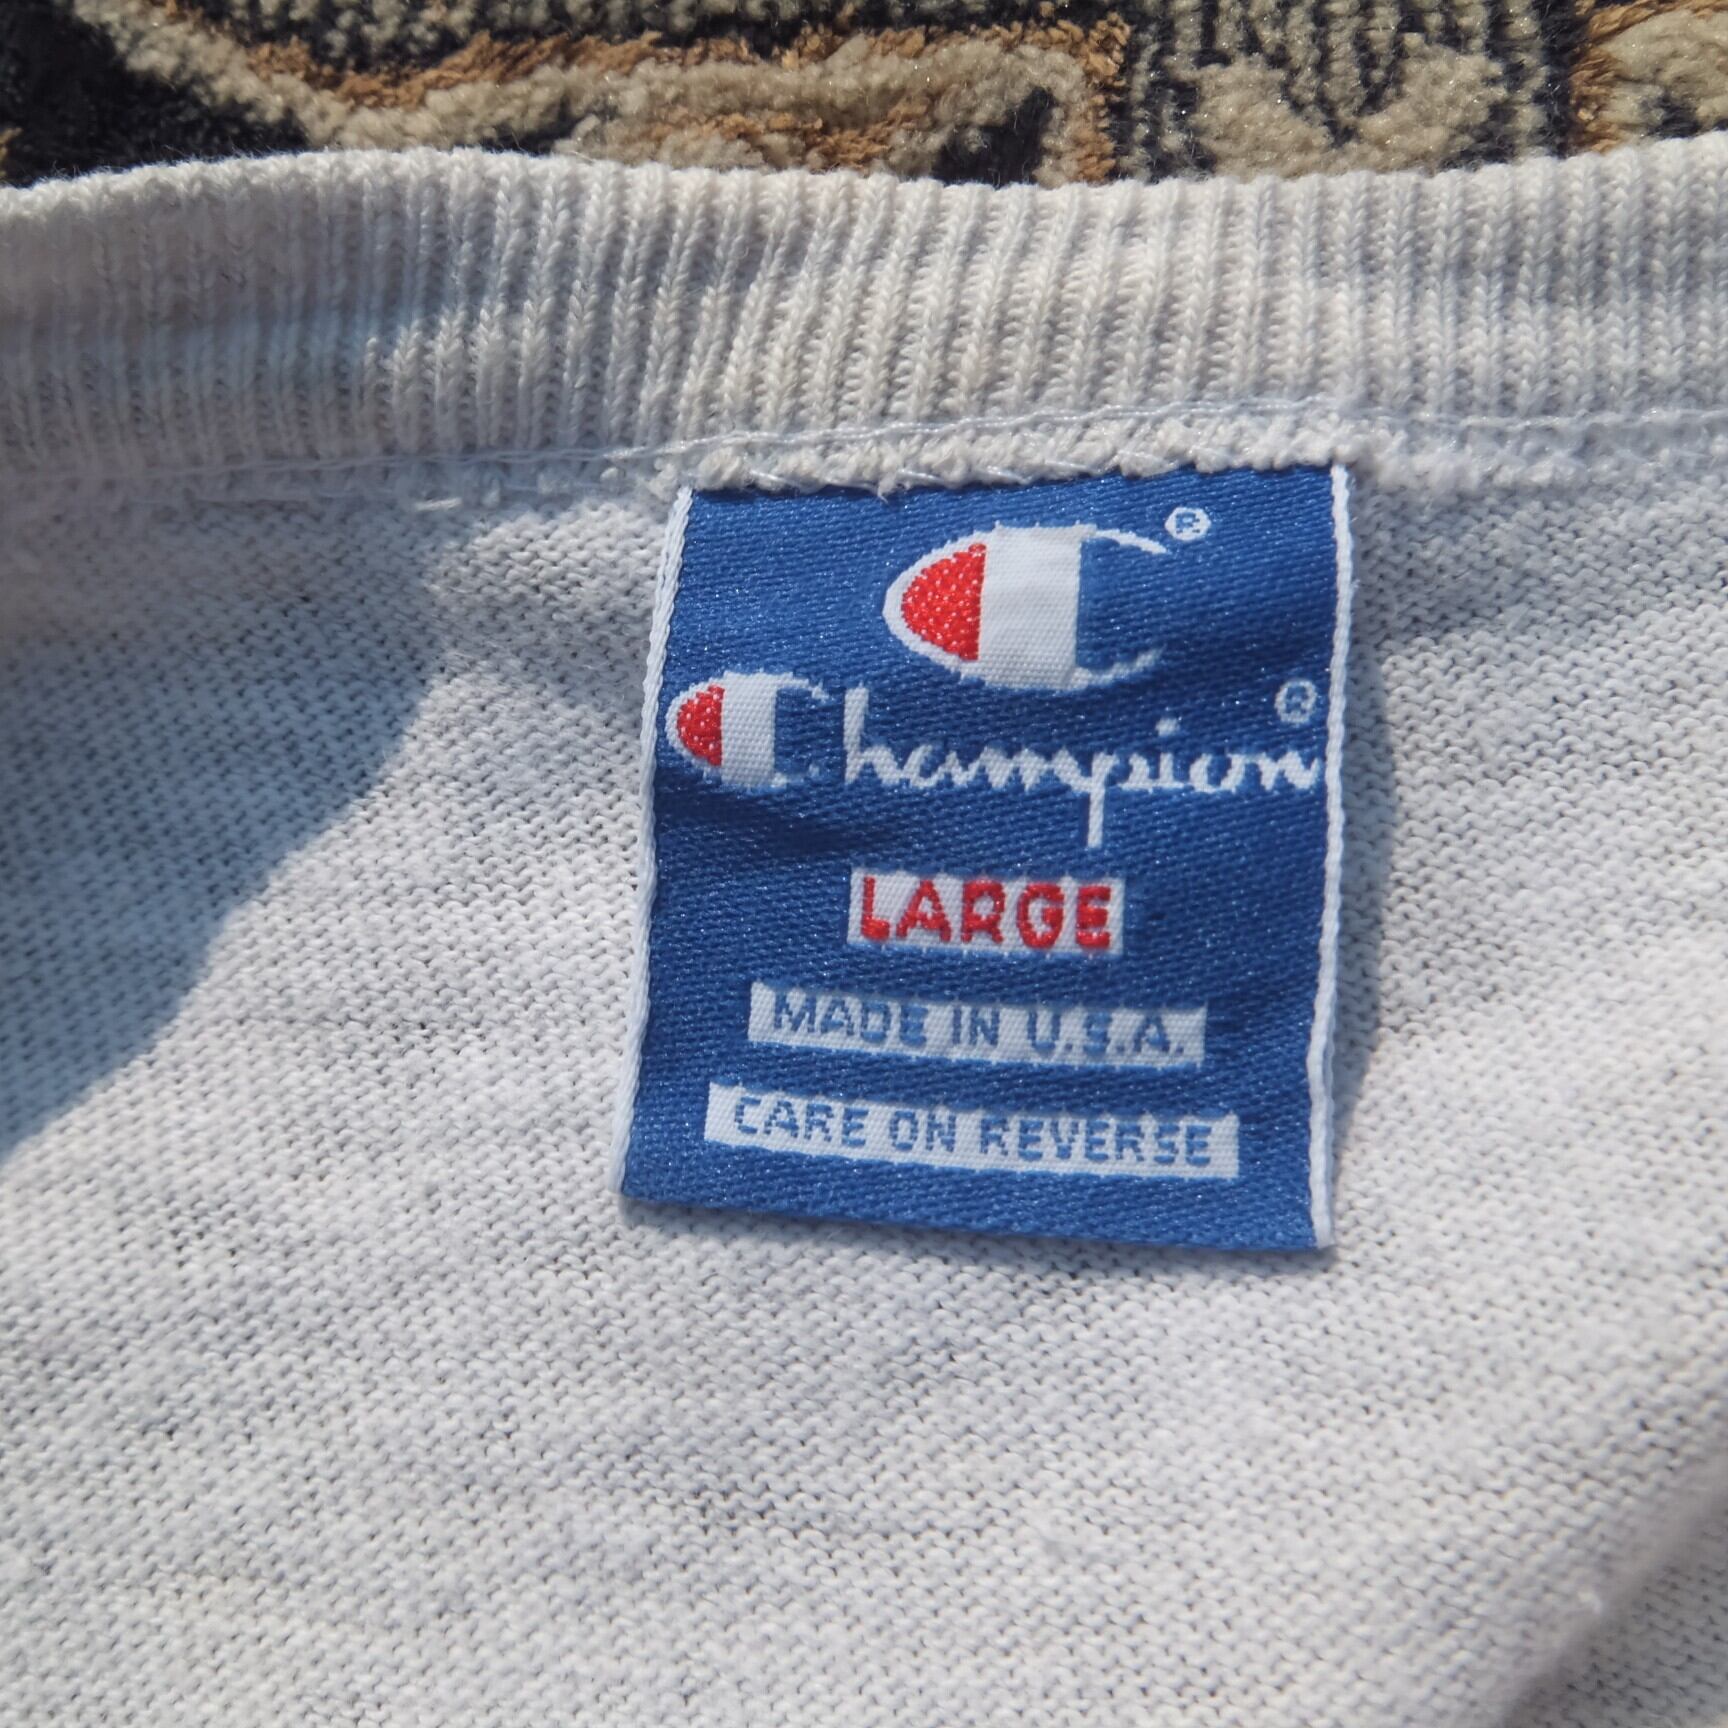 C®
Champion®
LARGE
MADE IN U.S.A.
CARE ON REVERSE